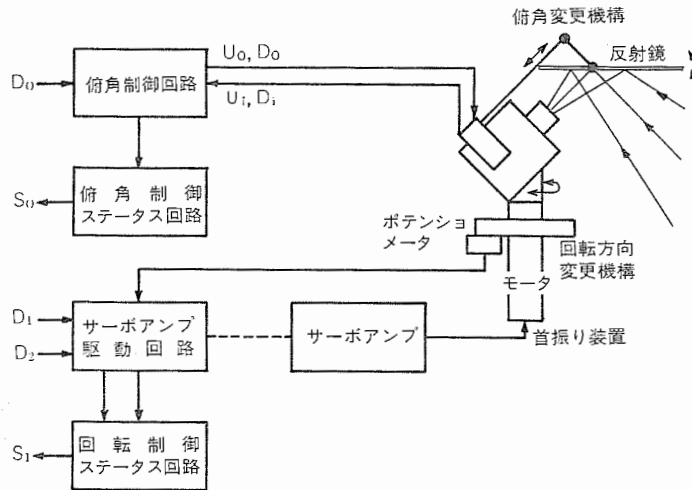 俯角変更機構
反射鏡
U₀, D₀
D₀
俯角制御回路
Uᵢ, Dᵢ
S₀
俯角制御
ステータス回路
ポテンショ
メータ
回転方向
変更機構
モータ
D₁
D₂
サーボアンプ
駆動回路
サーボアンプ
首振り装置
S₁
回転制御
ステータス回路